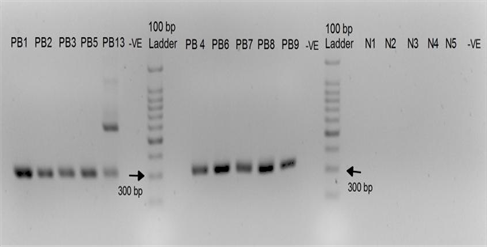 100 bp
Ladder
PB1 PB2 PB3 PB5 PB13 -VE
PB 4 PB6 PB7 PB8 PB9 -VE
100 bp
Ladder
N1 N2 N3 N4 N5 -VE
300 bp
300 bp